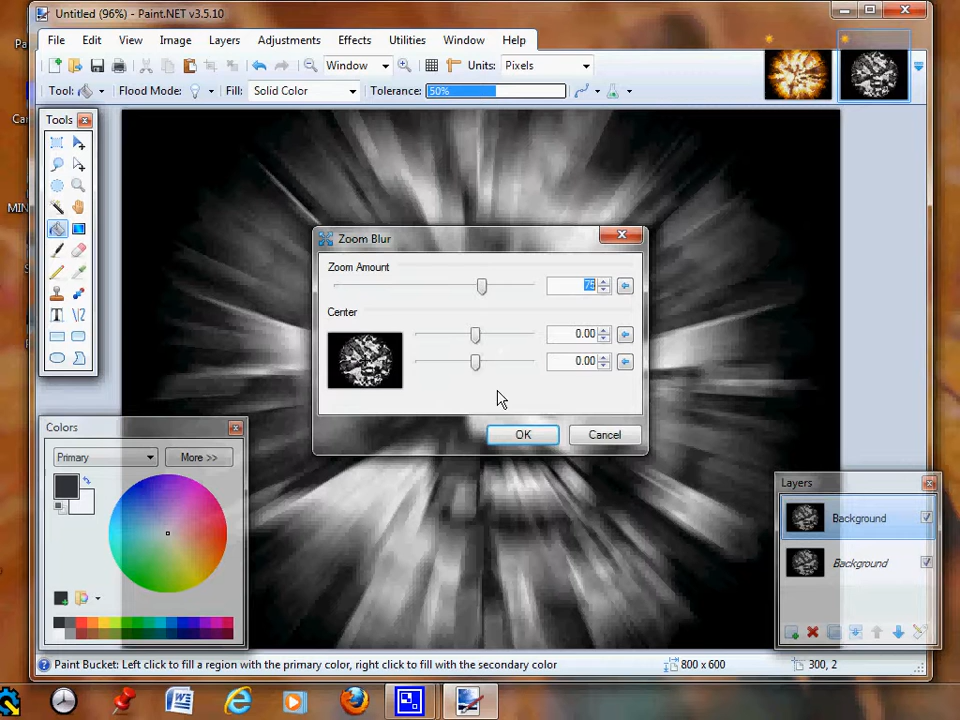 Untitled (96%) - Paint.NET v3.5.10
File Edit View Image Layers Adjustments Effects Utilities Window Help
Window Units: Pixels
Tool: Flood Mode: Fill: Solid Color Tolerance: 50%
Tools
Zoom Blur
Zoom Amount
75
Center
0.00
0.00
OK Cancel
Colors
Primary More >>
Layers
Background
Background
Paint Bucket: Left click to fill a region with the primary color, right click to fill with the secondary color 800 x 600 300, 2